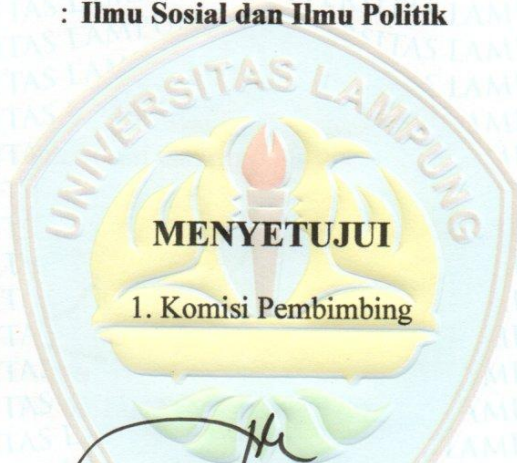 : Ilmu Sosial dan Ilmu Politik
UNIVERSITAS LAMPUNG
MENYETUJUI
1. Komisi Pembimbing